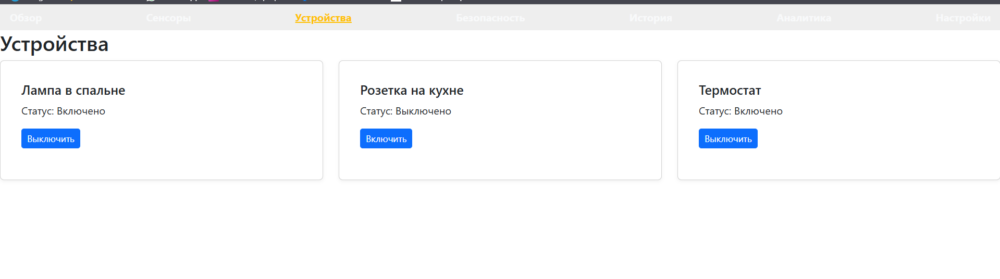 Обзор Сенсоры Устройства Безопасность История Аналитика Настройки
Устройства
Лампа в спальне
Статус: Включено
Выключить
Розетка на кухне
Статус: Выключено
Включить
Термостат
Статус: Включено
Выключить